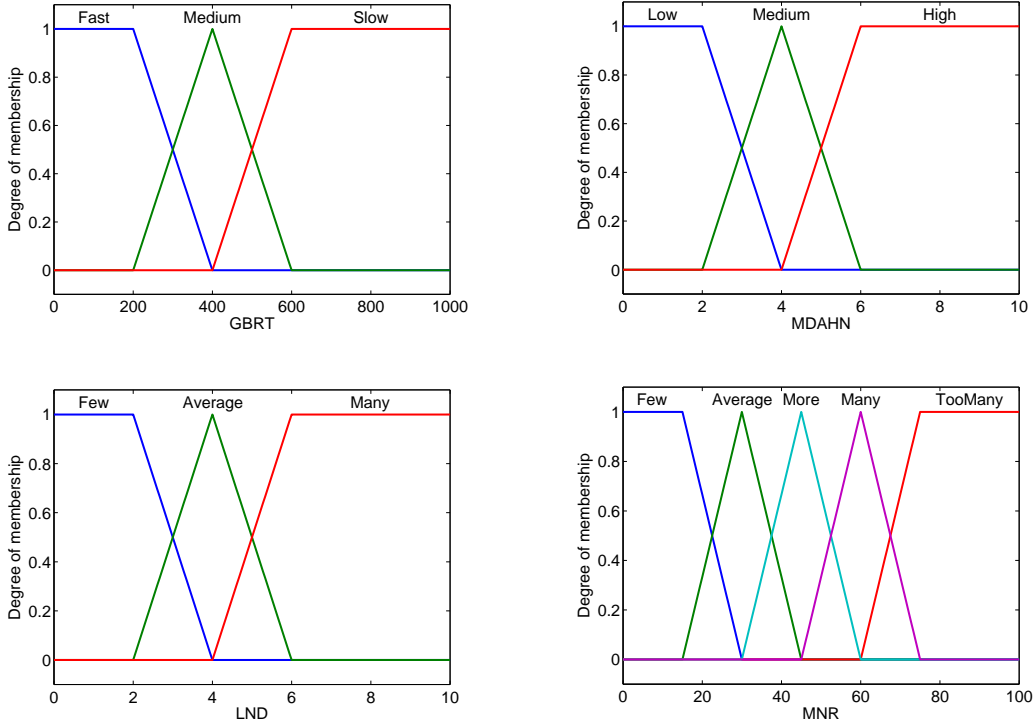 Fast Medium Slow
1
0.8
0.6
0.4
0.2
0
Degree of membership
0 200 400 600 800 1000
GBRT
Low Medium High
1
0.8
0.6
0.4
0.2
0
Degree of membership
0 2 4 6 8 10
MDAHN
Few Average Many
1
0.8
0.6
0.4
0.2
0
Degree of membership
0 2 4 6 8 10
LND
Few Average More Many TooMany
1
0.8
0.6
0.4
0.2
0
Degree of membership
0 20 40 60 80 100
MNR